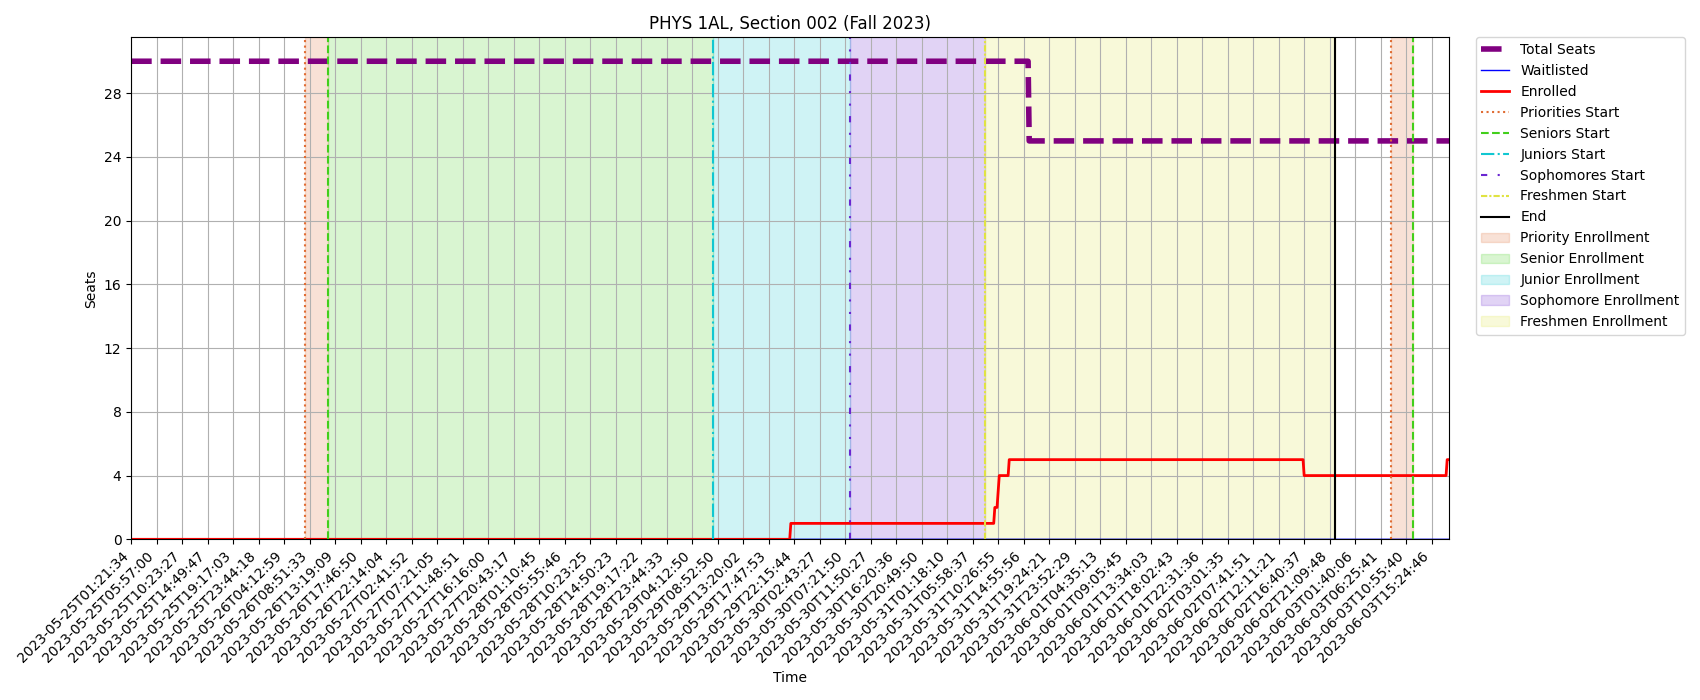 PHYS 1AL, Section 002 (Fall 2023)
Seats
28
24
20
16
12
8
4
0
2023-05-25T01:21:34
2023-05-25T05:57:00
2023-05-25T10:23:27
2023-05-25T14:49:47
2023-05-25T19:17:03
2023-05-25T23:44:18
2023-05-26T04:12:59
2023-05-26T08:51:33
2023-05-26T13:19:09
2023-05-26T17:46:50
2023-05-26T22:14:04
2023-05-27T02:41:52
2023-05-27T07:21:05
2023-05-27T11:48:51
2023-05-27T16:16:00
2023-05-27T20:43:17
2023-05-28T01:10:45
2023-05-28T05:55:46
2023-05-28T10:23:25
2023-05-28T14:50:23
2023-05-28T19:17:22
2023-05-28T23:44:33
2023-05-29T04:12:50
2023-05-29T08:52:50
2023-05-29T13:20:02
2023-05-29T17:47:53
2023-05-29T22:15:44
2023-05-30T02:43:27
2023-05-30T07:21:50
2023-05-30T11:50:27
2023-05-30T16:20:36
2023-05-30T20:49:50
2023-05-31T01:18:10
2023-05-31T05:58:37
2023-05-31T10:26:55
2023-05-31T14:55:56
2023-05-31T19:24:21
2023-05-31T23:52:29
2023-06-01T04:35:13
2023-06-01T09:05:45
2023-06-01T13:34:03
2023-06-01T18:02:43
2023-06-01T22:31:36
2023-06-02T03:01:35
2023-06-02T07:41:51
2023-06-02T12:11:21
2023-06-02T16:40:37
2023-06-02T21:09:48
2023-06-03T01:40:06
2023-06-03T06:25:41
2023-06-03T10:55:40
2023-06-03T15:24:46
Time
Total Seats
Waitlisted
Enrolled
Priorities Start
Seniors Start
Juniors Start
Sophomores Start
Freshmen Start
End
Priority Enrollment
Senior Enrollment
Junior Enrollment
Sophomore Enrollment
Freshmen Enrollment